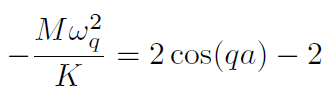 $$-\frac{M\omega_q^2}{K} = 2\cos(qa) - 2$$